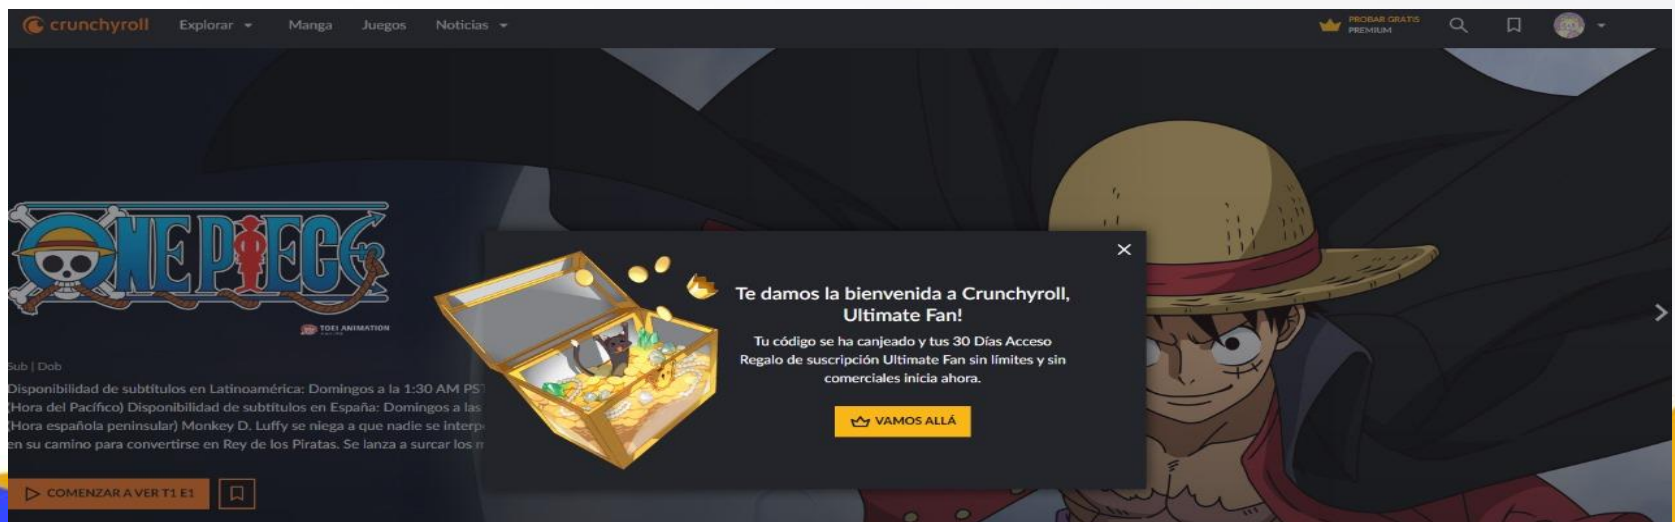 crunchyroll
Explorar
Manga
Juegos
Noticias
PROBAR GRATIS
PREMIUM
ONE PIECE
TOEI ANIMATION
Sub | Dob
Disponibilidad de subtítulos en Latinoamérica: Domingos a la 1:30 AM PST
(Hora del Pacífico) Disponibilidad de subtítulos en España: Domingos a las
(Hora española peninsular) Monkey D. Luffy se niega a que nadie se
en su camino para convertirse en Rey de los Piratas. Se lanza a surcar los
COMENZAR A VER T1 E1
Te damos la bienvenida a Crunchyroll,
Ultimate Fan!
Tu código se ha canjeado y tus 30 Días Acceso
Regalo de suscripción Ultimate Fan sin límites y sin
comerciales inicia ahora.
VAMOS ALLÁ